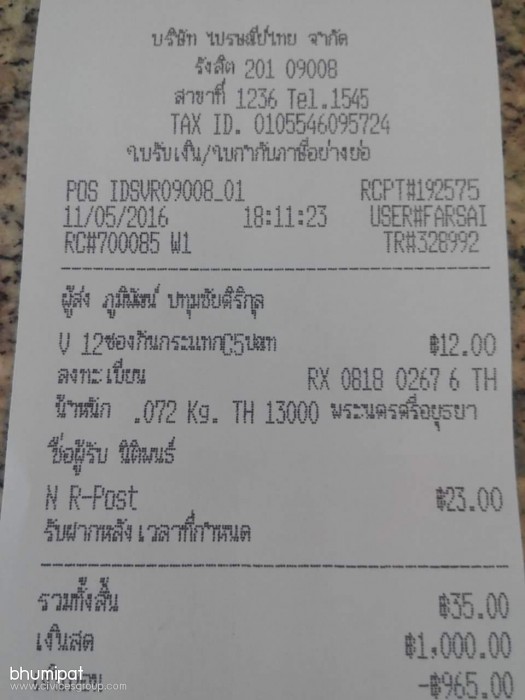 บริษัท ไปรษณีย์ไทย จำกัด
รังสิต 201 09008
สาขาที่ 1236 Tel.1545
TAX ID. 0105546095724
ใบรับเงิน/ใบกำกับภาษีอย่างย่อ
POS IDSVR09008_01 RCPT#192575
11/05/2016 18:11:23 USER#FARSAI
RC#700085 W1 TR#328992
ผู้ส่ง ภูมิพัฒน์ ปทุมชัยศิริกุล
V 12ซองกันกระแทกC5ปณท ฿12.00
ลงทะเบียน RX 0818 0267 6 TH
น้ำหนัก .072 Kg. TH 13000 พระนครศรีอยุธยา
ชื่อผู้รับ นิติพนธ์
N R-Post ฿23.00
รับฝากหลังเวลาที่กำหนด
รวมทั้งสิ้น ฿35.00
เงินสด ฿1,000.00
-฿965.00
bhumipat
www.civilbesgroup.com